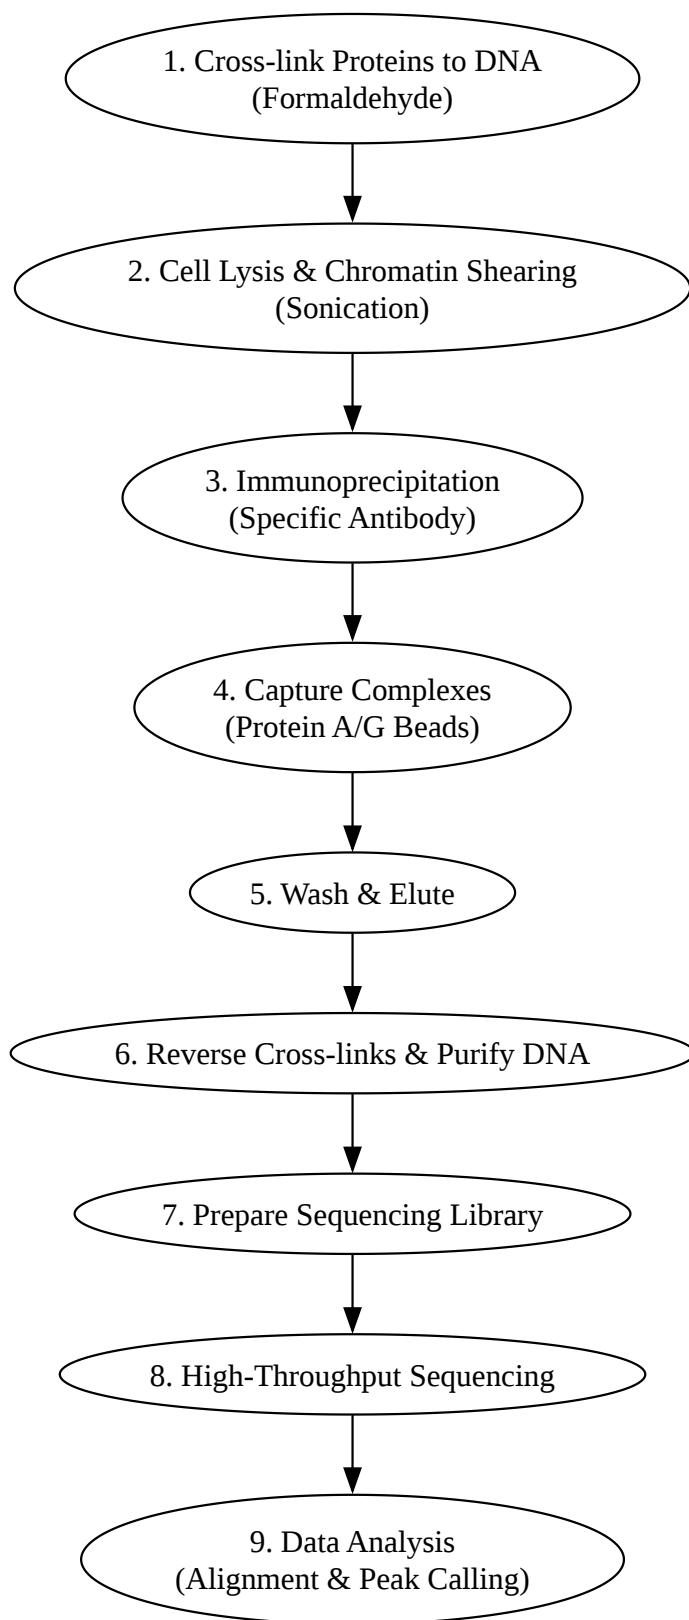 1. Cross-link Proteins to DNA
(Formaldehyde)
2. Cell Lysis & Chromatin Shearing
(Sonication)
3. Immunoprecipitation
(Specific Antibody)
4. Capture Complexes
(Protein A/G Beads)
5. Wash & Elute
6. Reverse Cross-links & Purify DNA
7. Prepare Sequencing Library
8. High-Throughput Sequencing
9. Data Analysis
(Alignment & Peak Calling)